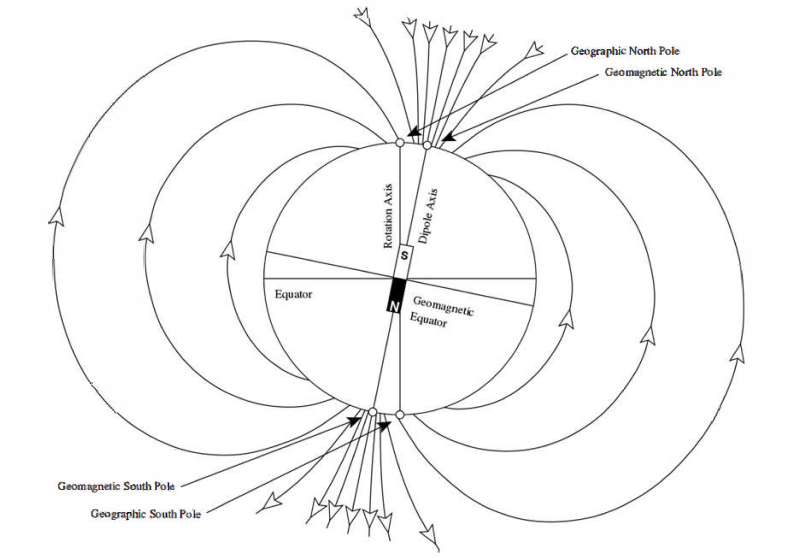 Geographic North Pole
Geomagnetic North Pole
Rotation Axis
Dipole Axis
S
N
Equator
Geomagnetic
Equator
Geomagnetic South Pole
Geographic South Pole